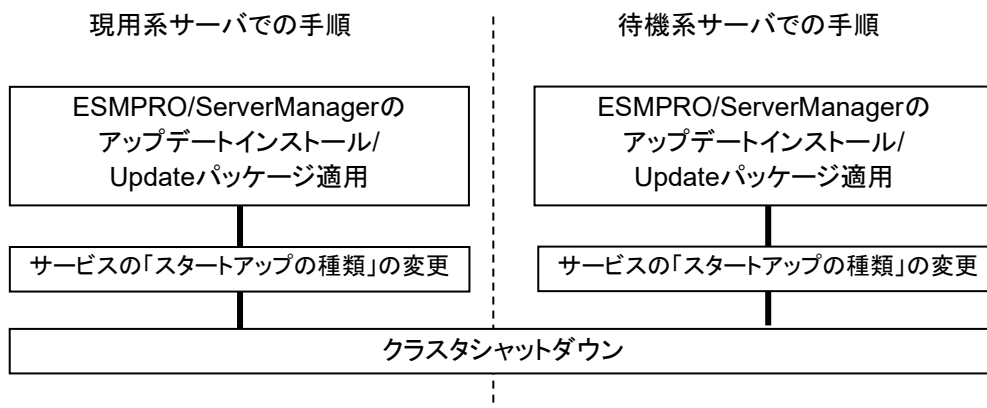 現用系サーバでの手順
待機系サーバでの手順
ESMPRO/ServerManagerの
アップデートインストール/
Updateパッケージ適用
ESMPRO/ServerManagerの
アップデートインストール/
Updateパッケージ適用
サービスの「スタートアップの種類」の変更
サービスの「スタートアップの種類」の変更
クラスタシャットダウン